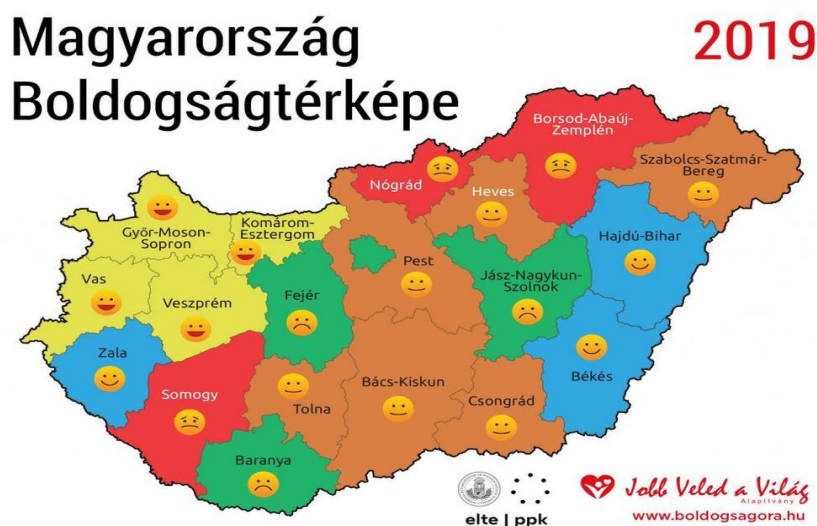 Magyarország
Boldogságtérképe
2019
Borsod-Abaúj-
Zemplén
Szabolcs-Szatmár-
Bereg
Nógrád
Heves
Győr-Moson-
Sopron
Komárom-
Esztergom
Hajdú-Bihar
Pest
Jász-Nagykun-
Szolnok
Vas
Veszprém
Fejér
Zala
Somogy
Tolna
Bács-Kiskun
Csongrád
Békés
Baranya
elte | ppk
Jobb Veled a Világ
Alapítvány
www.boldogsagora.hu